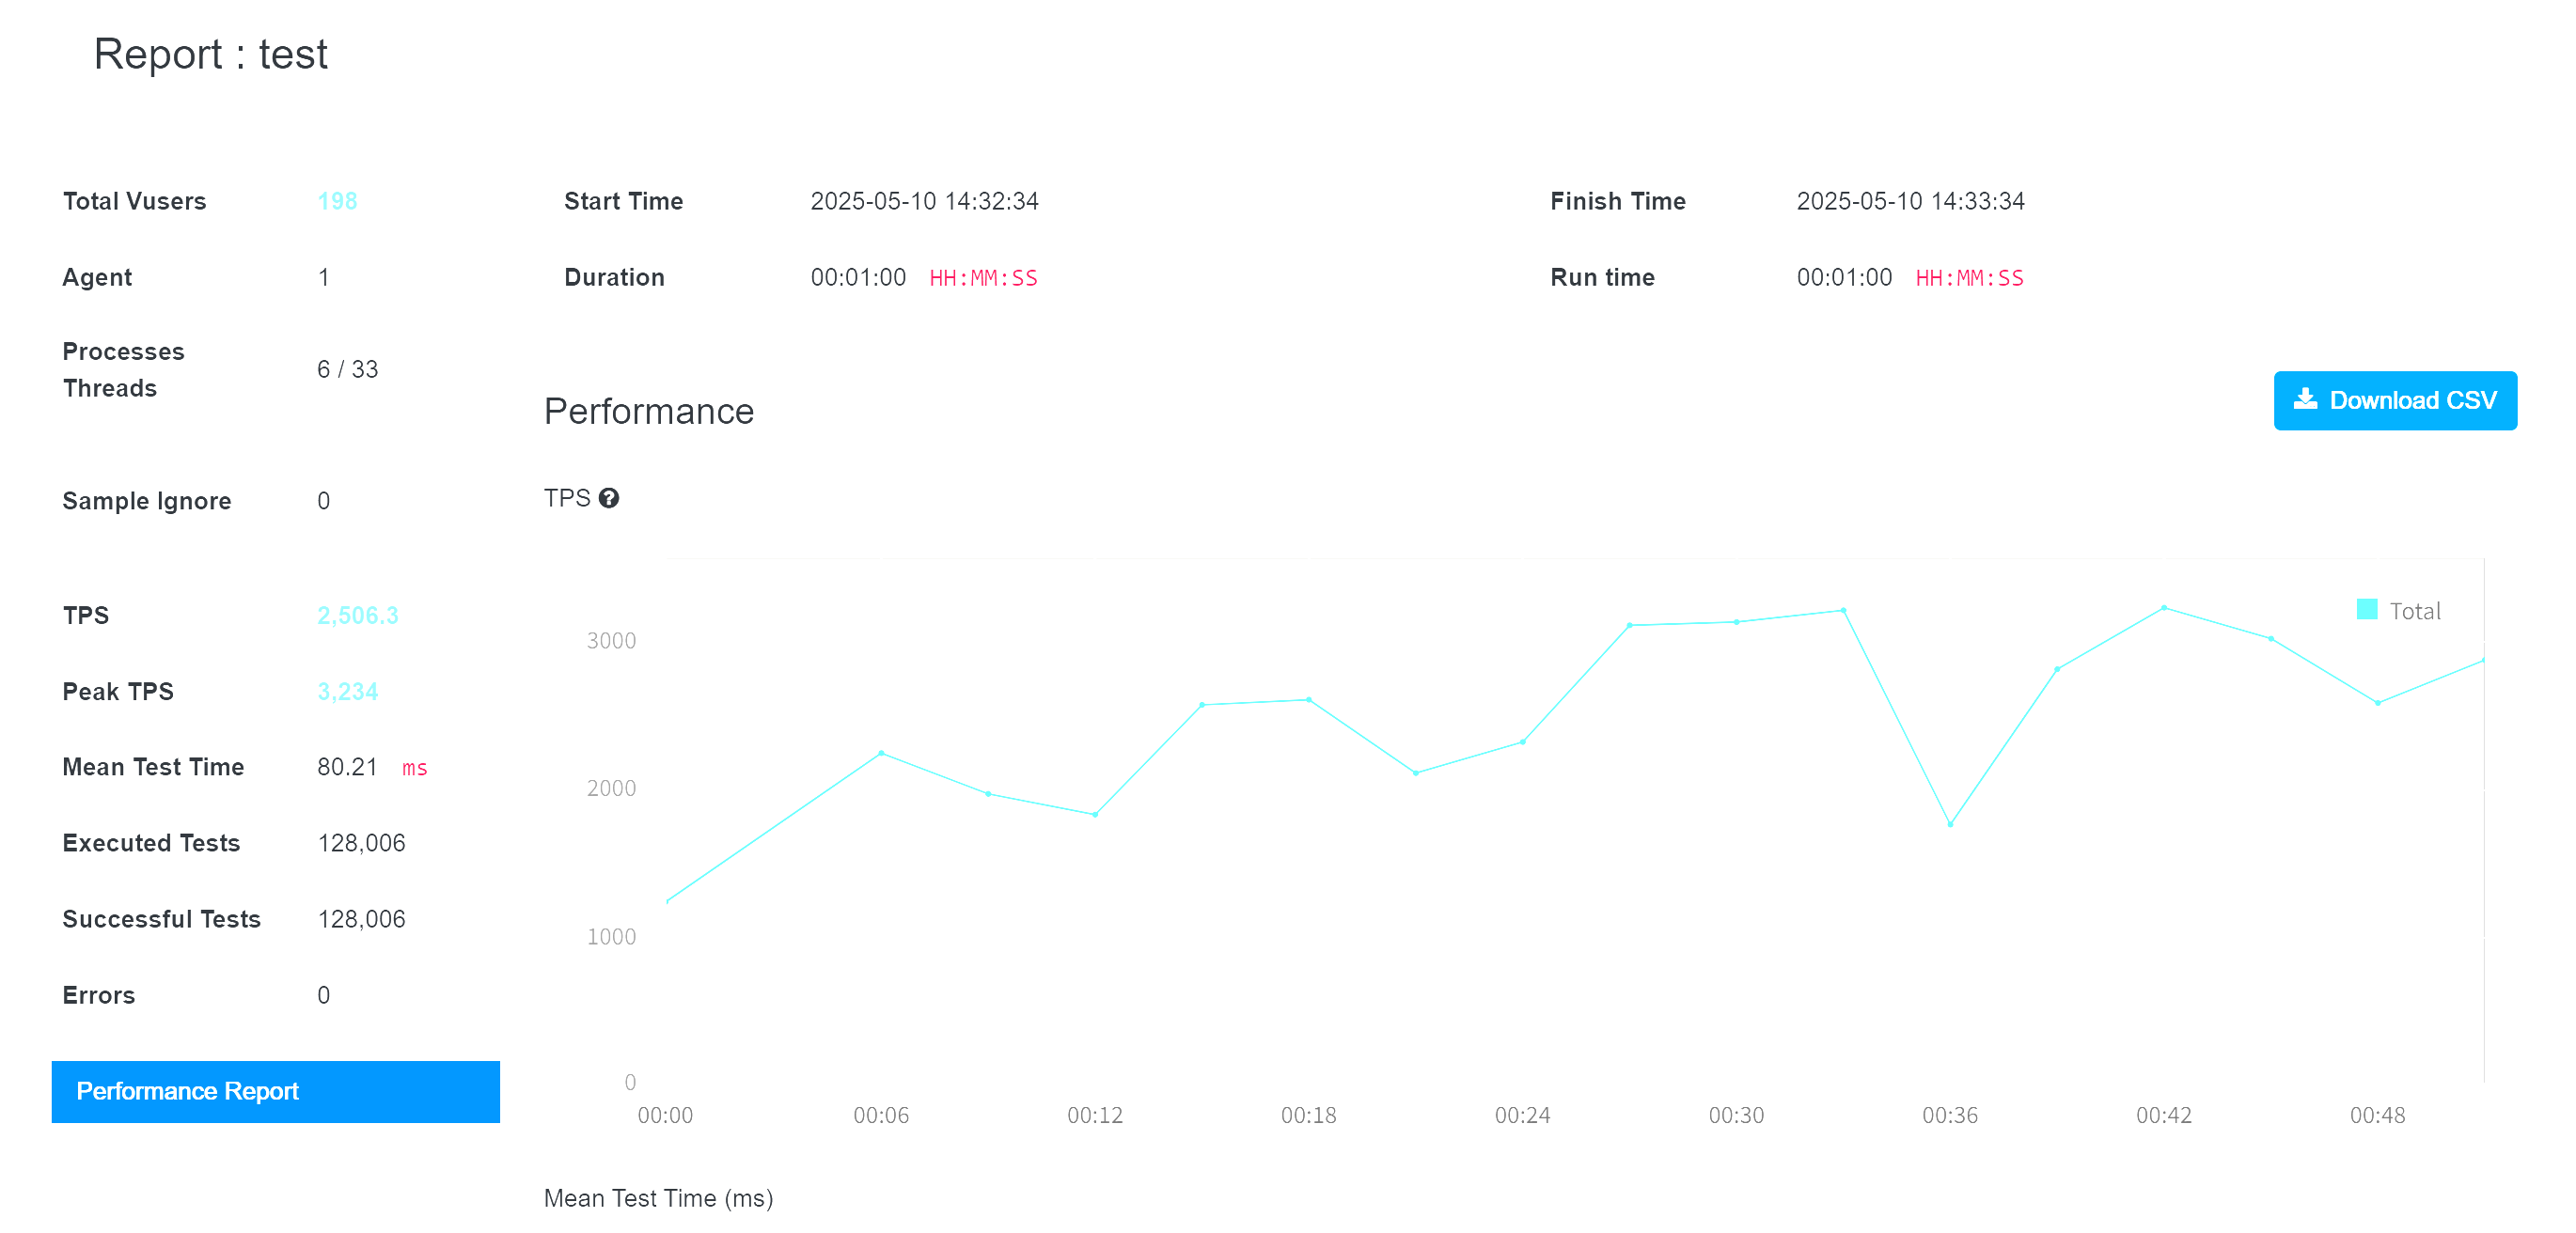 Report : test
Total Vusers 198
Start Time 2025-05-10 14:32:34
Finish Time 2025-05-10 14:33:34
Agent 1
Duration 00:01:00 HH:MM:SS
Run time 00:01:00 HH:MM:SS
Processes
Threads
6 / 33
Performance
Download CSV
Sample Ignore 0
TPS
TPS 2,506.3
Peak TPS 3,234
Mean Test Time 80.21 ms
Executed Tests 128,006
Successful Tests 128,006
Errors 0
Performance Report
Total
3000
2000
1000
0
00:00 00:06 00:12 00:18 00:24 00:30 00:36 00:42 00:48
Mean Test Time (ms)